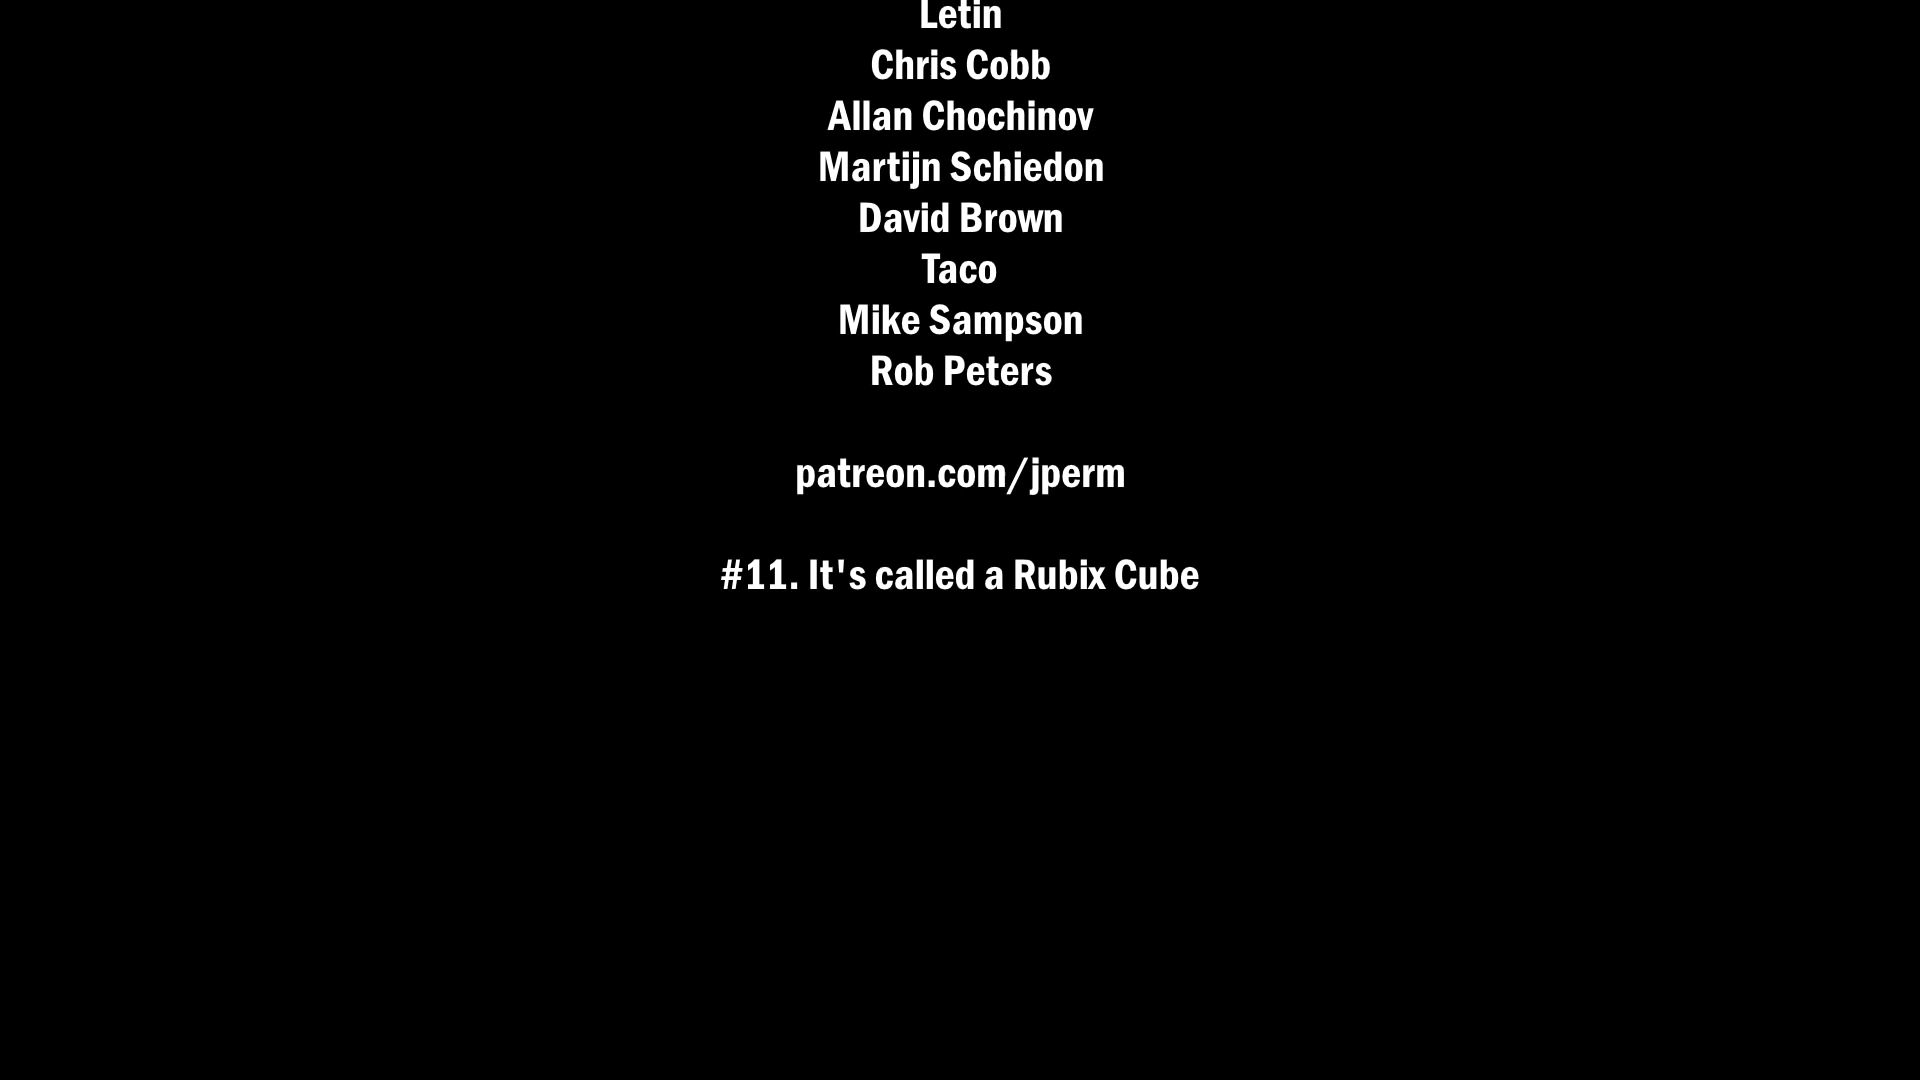 Letin
Chris Cobb
Allan Chochinov
Martijn Schiedon
David Brown
Taco
Mike Sampson
Rob Peters
patreon.com/jperm
#11. It's called a Rubix Cube